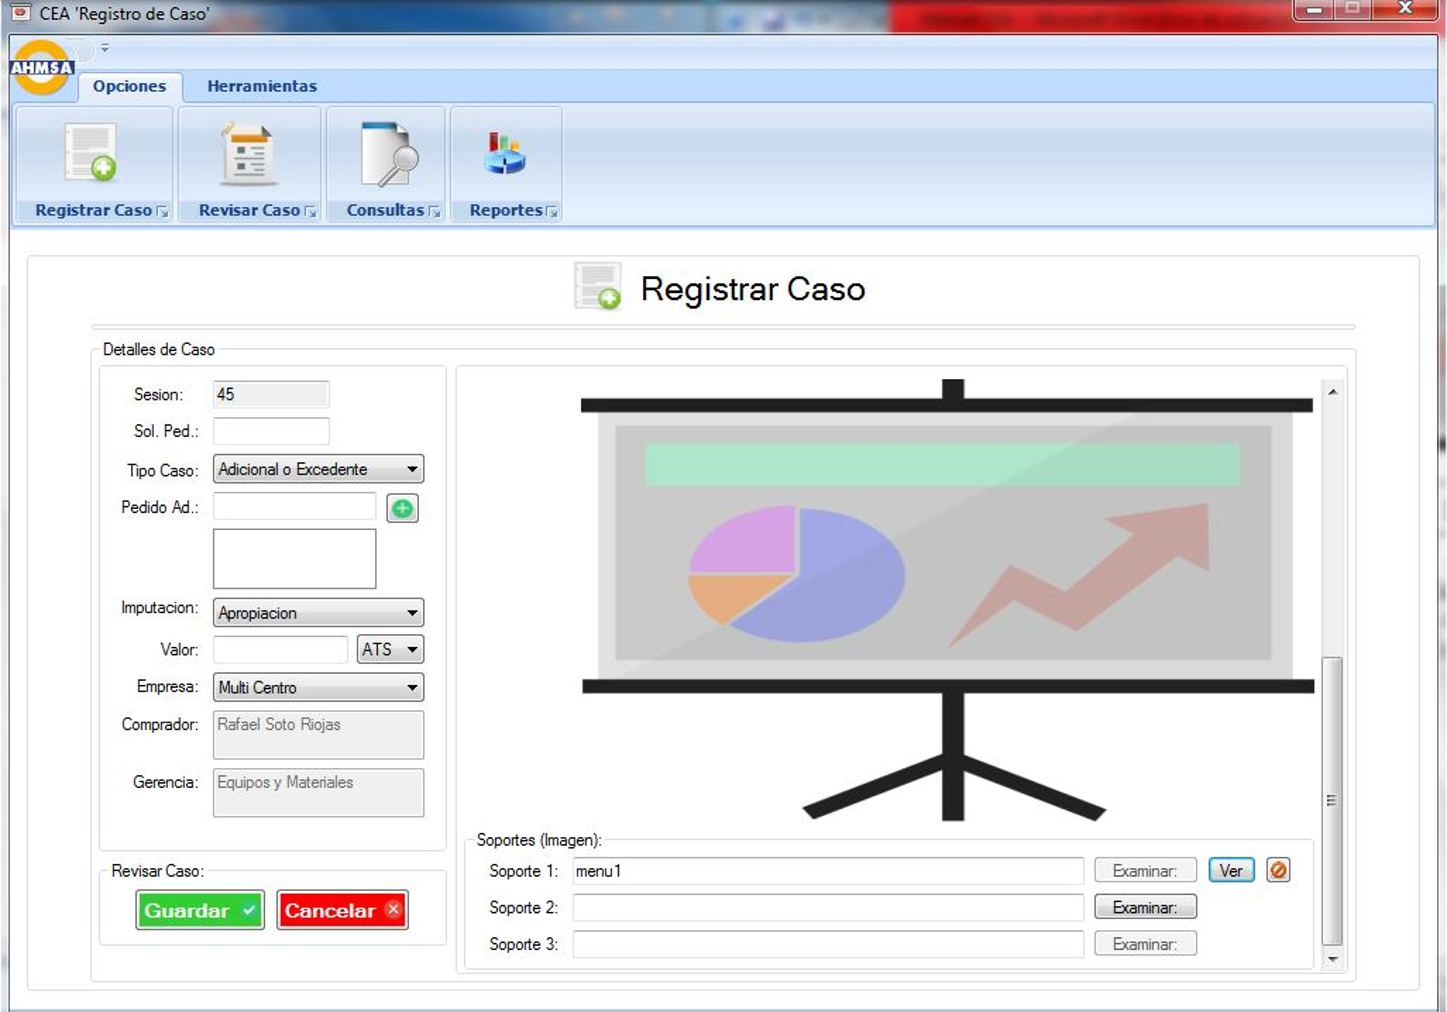 CEA 'Registro de Caso'
AHMSA
Opciones Herramientas
Registrar Caso Revisar Caso Consultas Reportes
Registrar Caso
Detalles de Caso
Sesion: 45
Sol. Ped.:
Tipo Caso: Adicional o Excedente
Pedido Ad.:
Imputacion: Apropiacion
Valor: ATS
Empresa: Multi Centro
Comprador: Rafael Soto Riojas
Gerencia: Equipos y Materiales
Revisar Caso:
Guardar Cancelar
Soportes (Imagen):
Soporte 1: menu1 Examinar: Ver
Soporte 2: Examinar:
Soporte 3: Examinar: